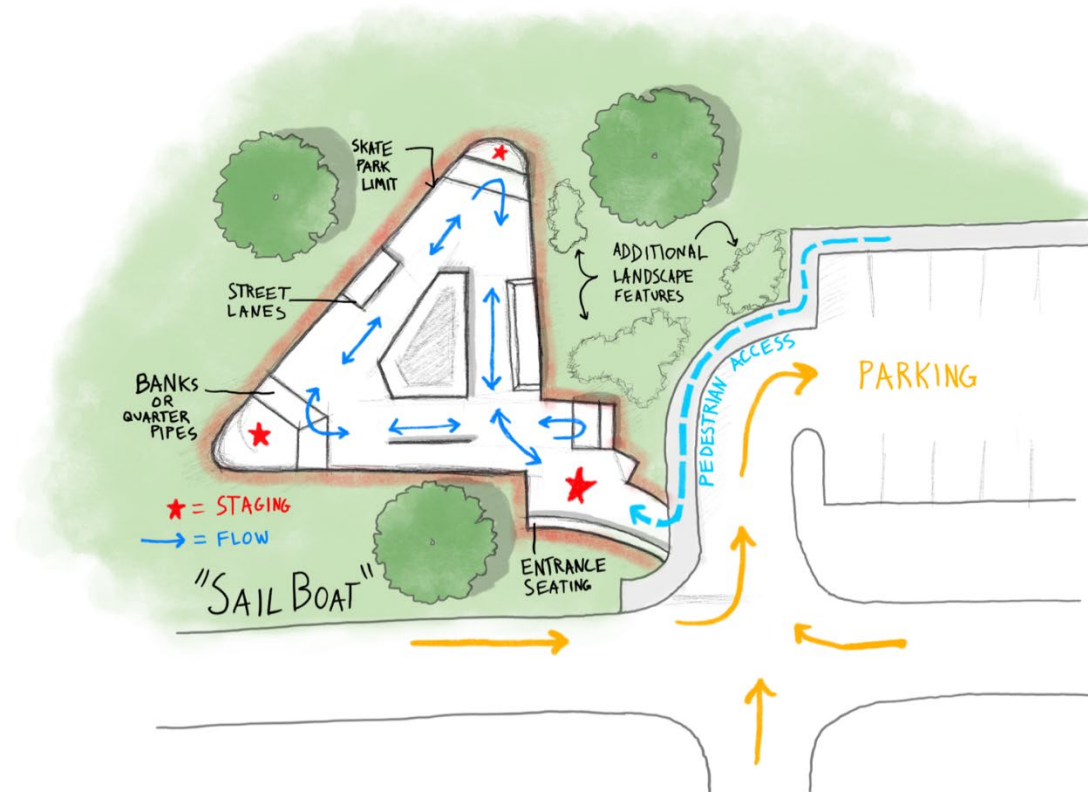 SKATE
PARK
LIMIT
ADDITIONAL
LANDSCAPE
FEATURES
STREET
LANES
BANKS
OR
QUARTER
PIPES
PEDESTRIAN ACCESS
PARKING
= STAGING
= FLOW
"SAIL BOAT"
ENTRANCE
SEATING